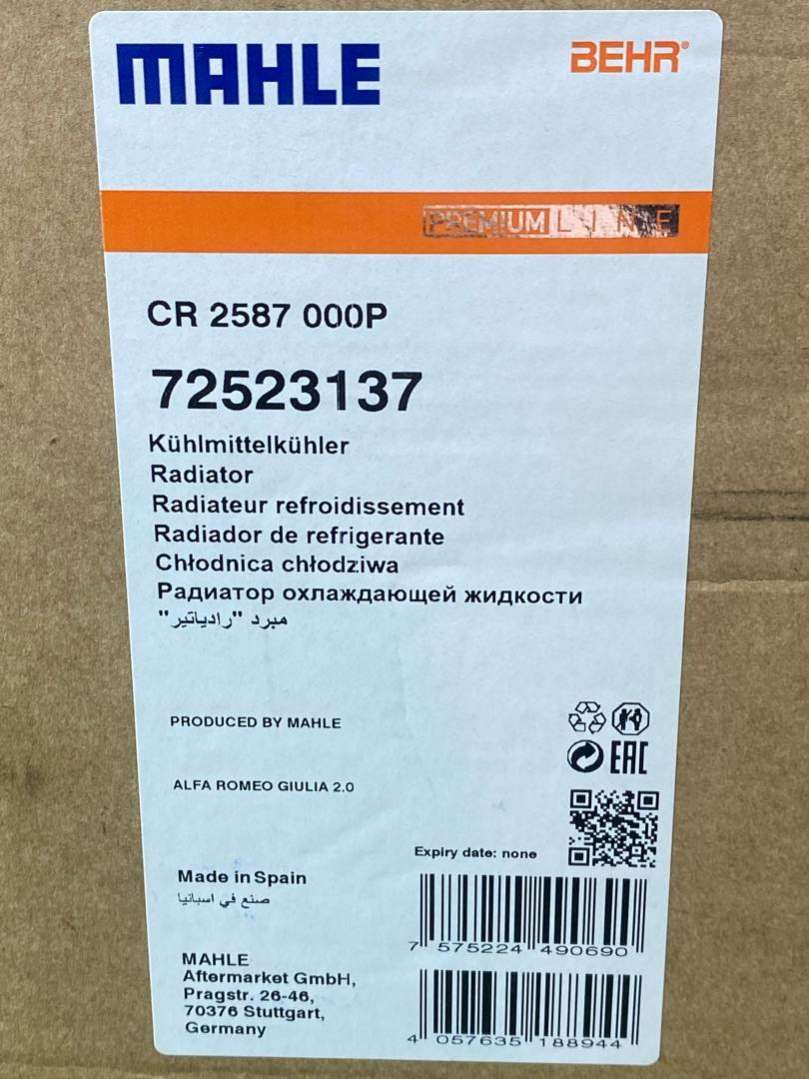 MAHLE
BEHR®
PREMIUM LINE
CR 2587 000P
72523137
Kühlmittelkühler
Radiator
Radiateur refroidissement
Radiador de refrigerante
Chłodnica chłodziwa
Радиатор охлаждающей жидкости
مبرد "رادياتير"
PRODUCED BY MAHLE
EAC
ALFA ROMEO GIULIA 2.0
Expiry date: none
Made in Spain
صنع في اسبانيا
7 575224 490690
MAHLE
Aftermarket GmbH,
Pragstr. 26-46,
70376 Stuttgart,
Germany
4 057635 188944